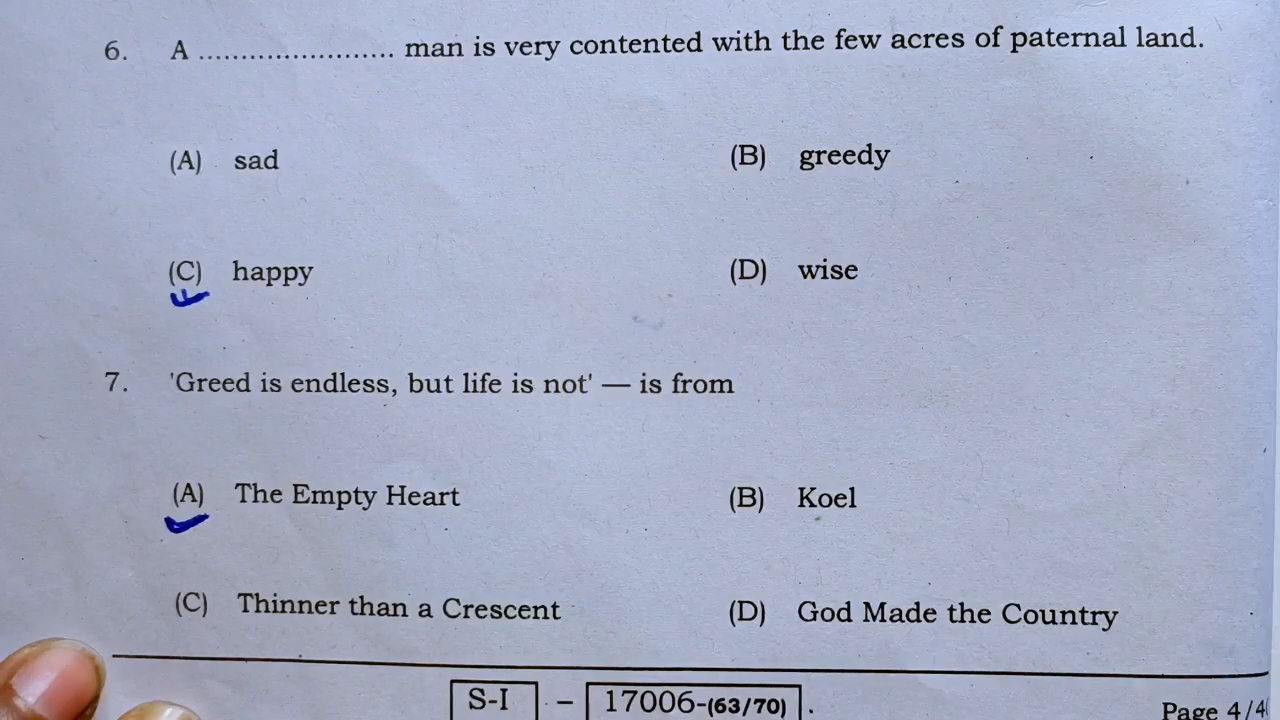 6. A ...................... man is very contented with the few acres of paternal land.
(A) sad (B) greedy
(C) happy (D) wise
7. 'Greed is endless, but life is not' — is from
(A) The Empty Heart (B) Koel
(C) Thinner than a Crescent (D) God Made the Country
S-I – 17006-(63/70) . Page 4/4